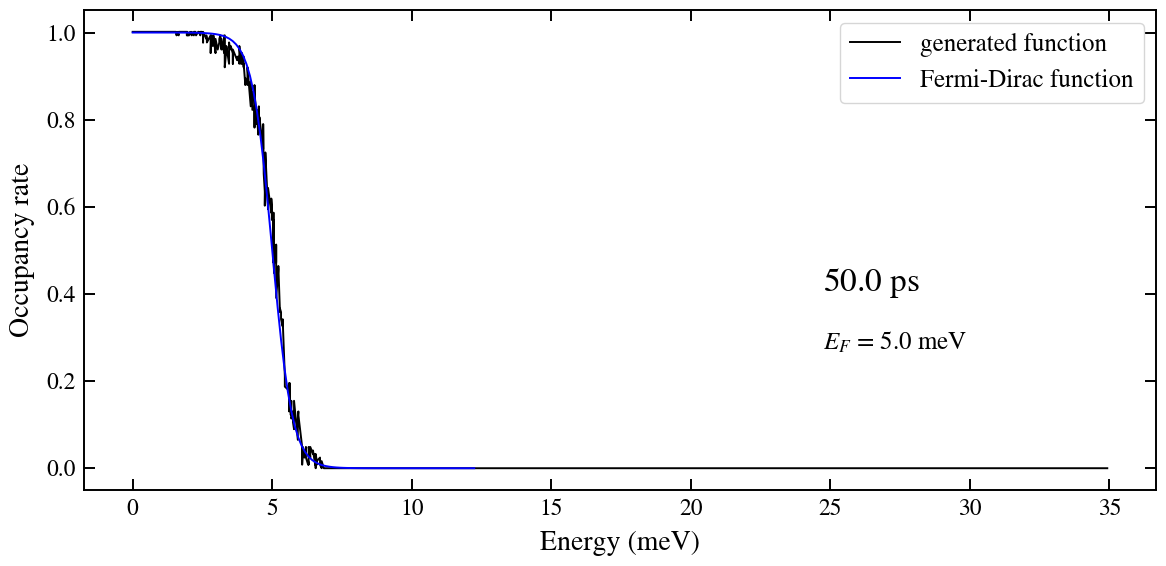 generated function
Fermi-Dirac function
1.0
0.8
0.6
0.4
0.2
0.0
Occupancy rate
50.0 ps
E_F = 5.0 meV
0 5 10 15 20 25 30 35
Energy (meV)